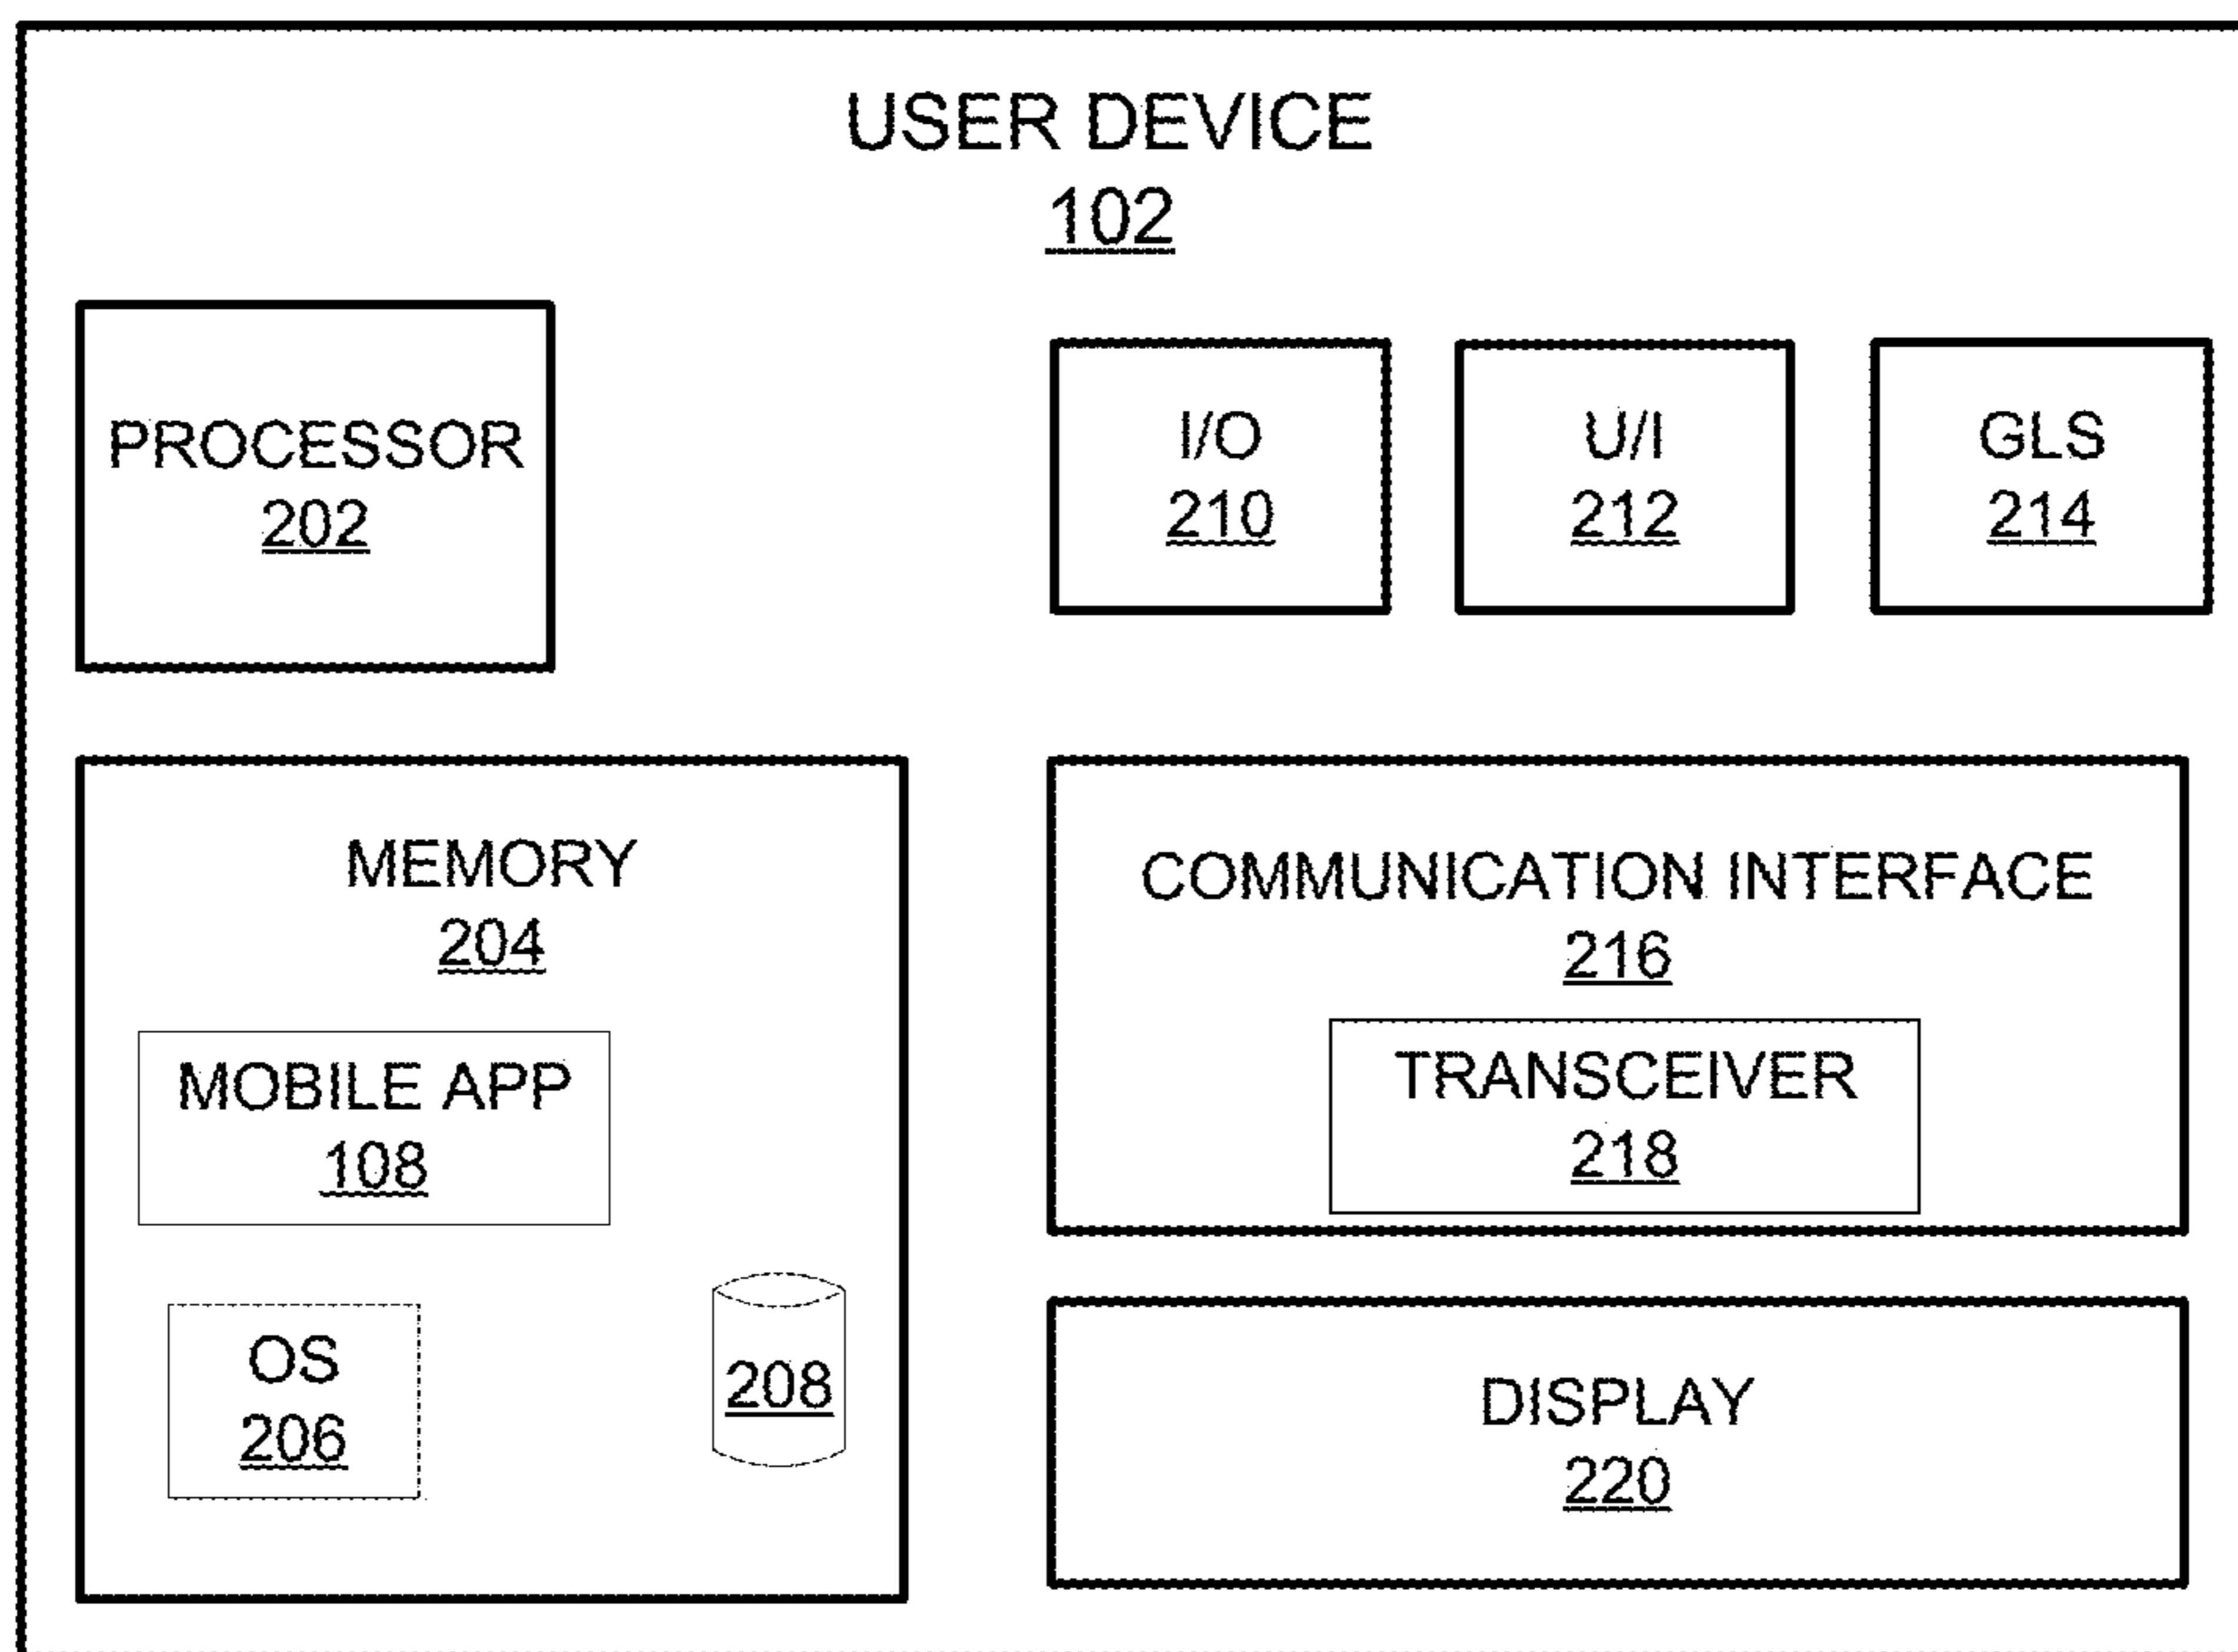 USER DEVICE
102
PROCESSOR
202
I/O
210
U/I
212
GLS
214
MEMORY
204
MOBILE APP
108
OS
206
208
COMMUNICATION INTERFACE
216
TRANSCEIVER
218
DISPLAY
220